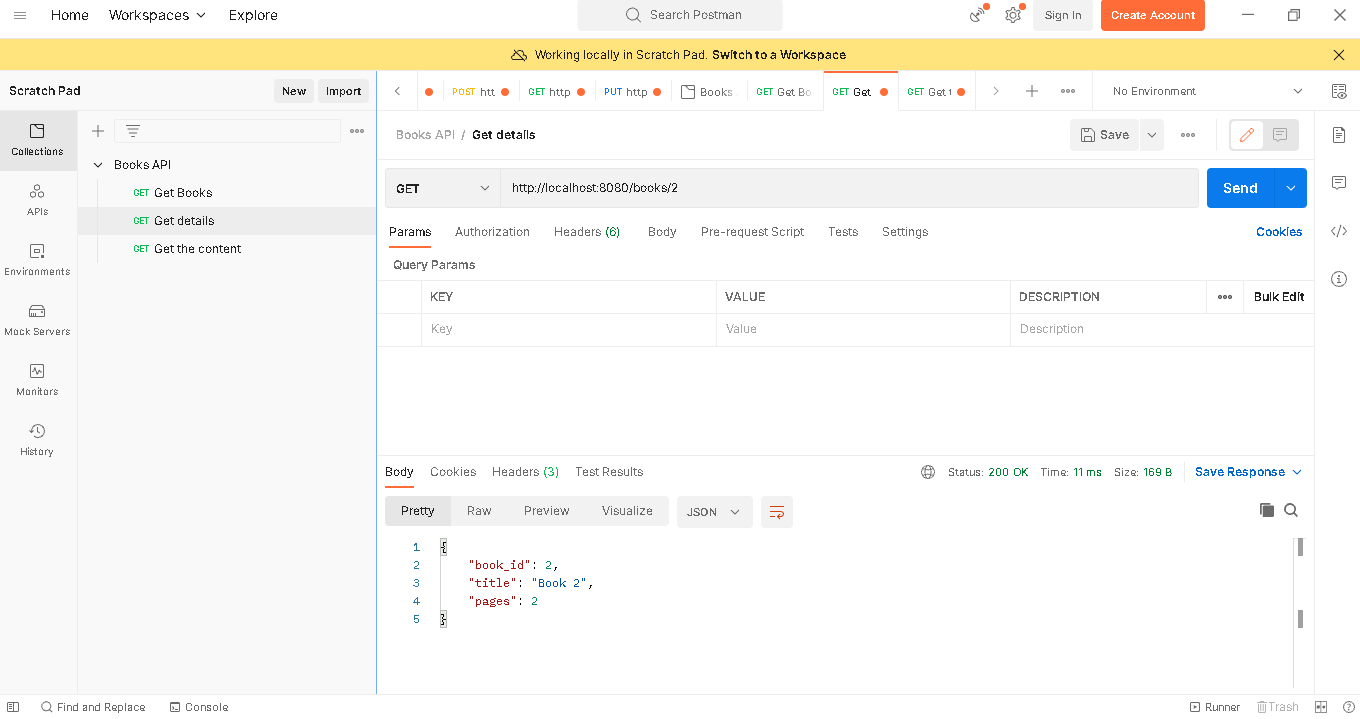 Home Workspaces Explore Search Postman Sign In Create Account
Working locally in Scratch Pad. Switch to a Workspace
Scratch Pad New Import
POST htt GET http PUT http Books GET Get Bo GET Get GET Get t No Environment
Collections
APIs
Environments
Mock Servers
Monitors
History
Books API
GET Get Books
GET Get details
GET Get the content
Books API / Get details Save
GET http://localhost:8080/books/2 Send
Params Authorization Headers (6) Body Pre-request Script Tests Settings Cookies
Query Params
KEY VALUE DESCRIPTION Bulk Edit
Key Value Description
Body Cookies Headers (3) Test Results Status: 200 OK Time: 11 ms Size: 169 B Save Response
Pretty Raw Preview Visualize JSON
1 {
2 "book_id": 2,
3 "title": "Book 2",
4 "pages": 2
5 }
Find and Replace Console Runner Trash